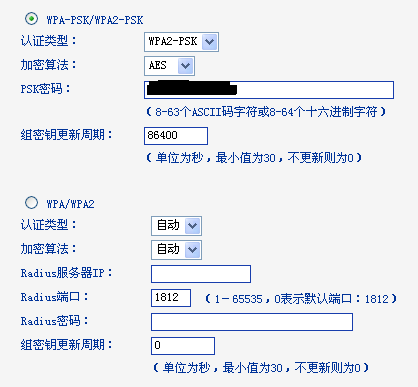 WPA-PSK/WPA2-PSK
认证类型： WPA2-PSK
加密算法： AES
PSK密码：
（8-63个ASCII码字符或8-64个十六进制字符）
组密钥更新周期： 86400
（单位为秒，最小值为30，不更新则为0）
WPA/WPA2
认证类型： 自动
加密算法： 自动
Radius服务器IP：
Radius端口： 1812 （1－65535，0表示默认端口：1812）
Radius密码：
组密钥更新周期： 0
（单位为秒，最小值为30，不更新则为0）